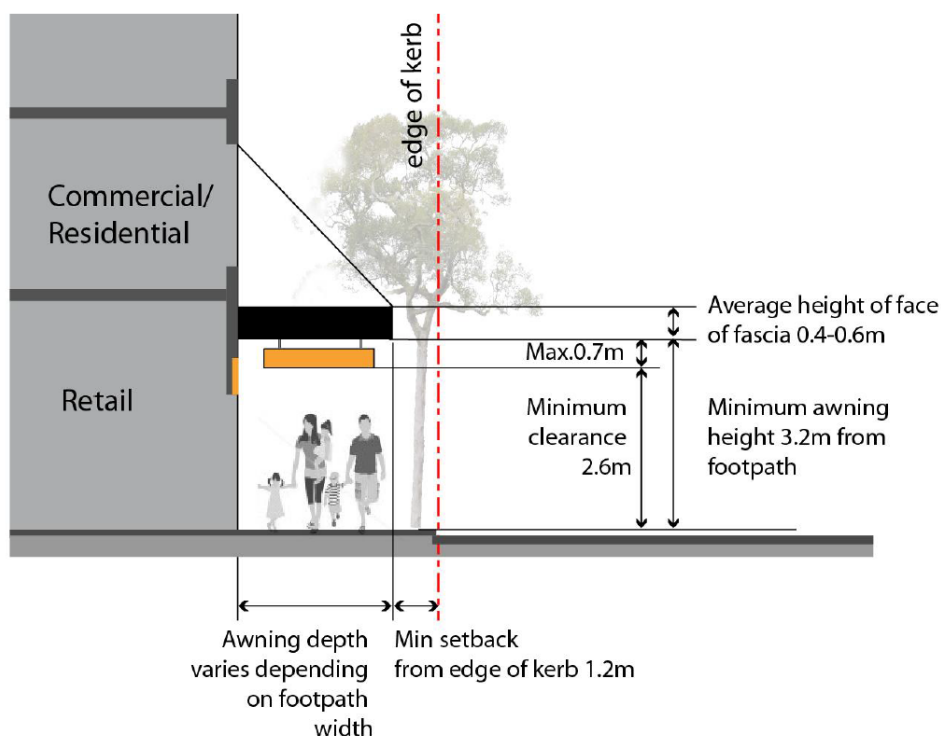 edge of kerb
Commercial/
Residential
Average height of face
of fascia 0.4-0.6m
Max.0.7m
Retail
Minimum
clearance
2.6m
Minimum awning
height 3.2m from
footpath
Awning depth
varies depending
on footpath
width
Min setback
from edge of kerb 1.2m